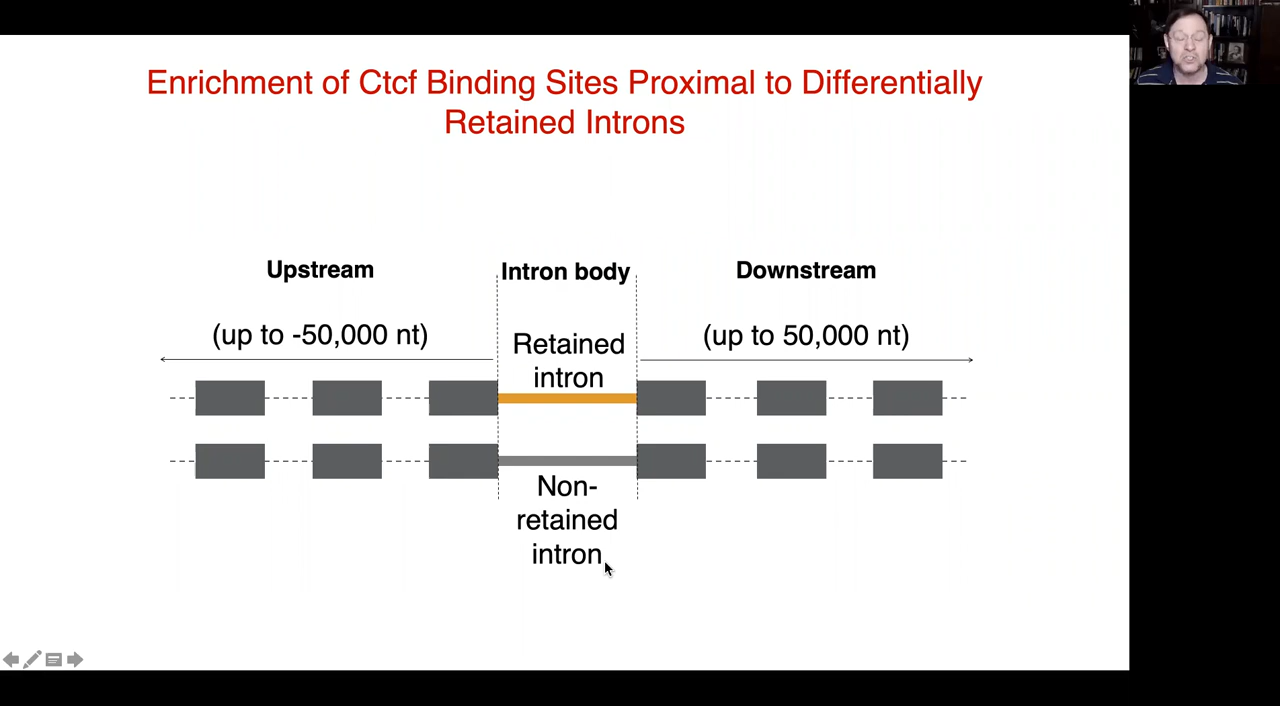 Enrichment of Ctcf Binding Sites Proximal to Differentially
Retained Introns
Upstream
Intron body
Downstream
(up to -50,000 nt)
Retained
intron
(up to 50,000 nt)
Non-
retained
intron